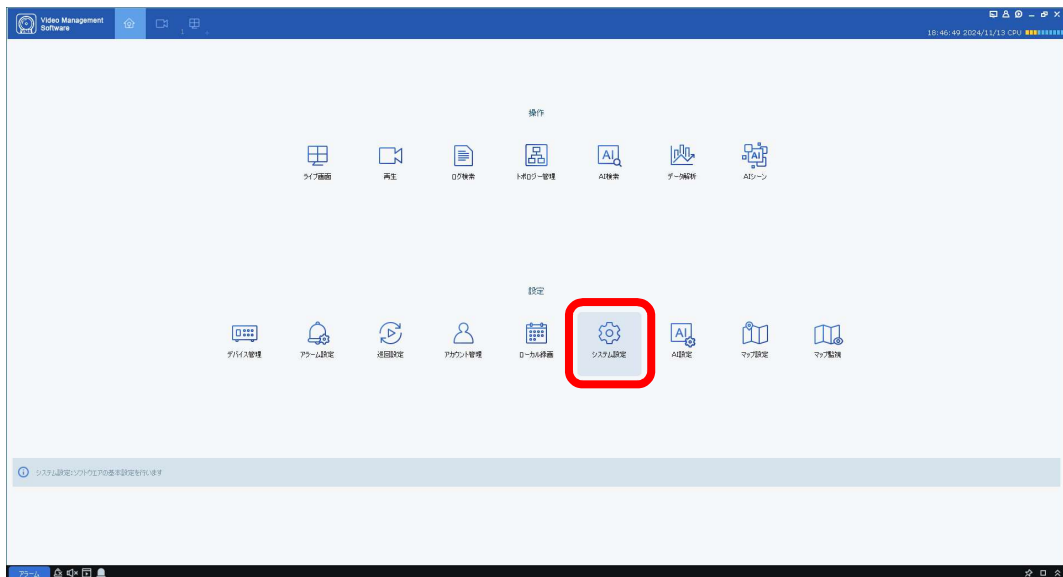 Video Management
Software
1
+
18:46:49 2024/11/13 CPU
操作
ライブ画面
再生
ログ検索
トポロジー管理
AI検索
データ解析
AIシーン
設定
デバイス管理
アラーム設定
巡回設定
アカウント管理
ローカル録画
システム設定
AI設定
マップ設定
マップ監視
システム設定:ソフトウエアの基本設定を行います
アラーム